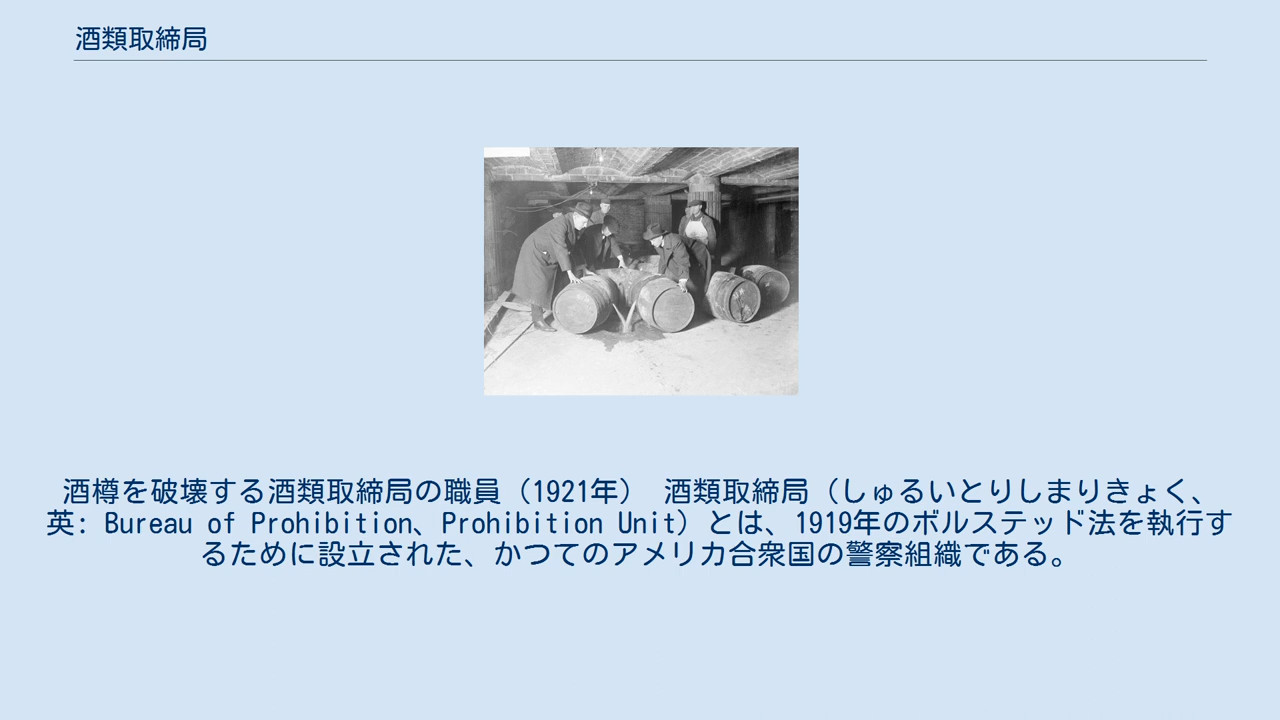 酒類取締局
酒樽を破壊する酒類取締局の職員（1921年） 酒類取締局（しゅるいとりしまりきょく、
英: Bureau of Prohibition、Prohibition Unit）とは、1919年のボルステッド法を執行す
るために設立された、かつてのアメリカ合衆国の警察組織である。